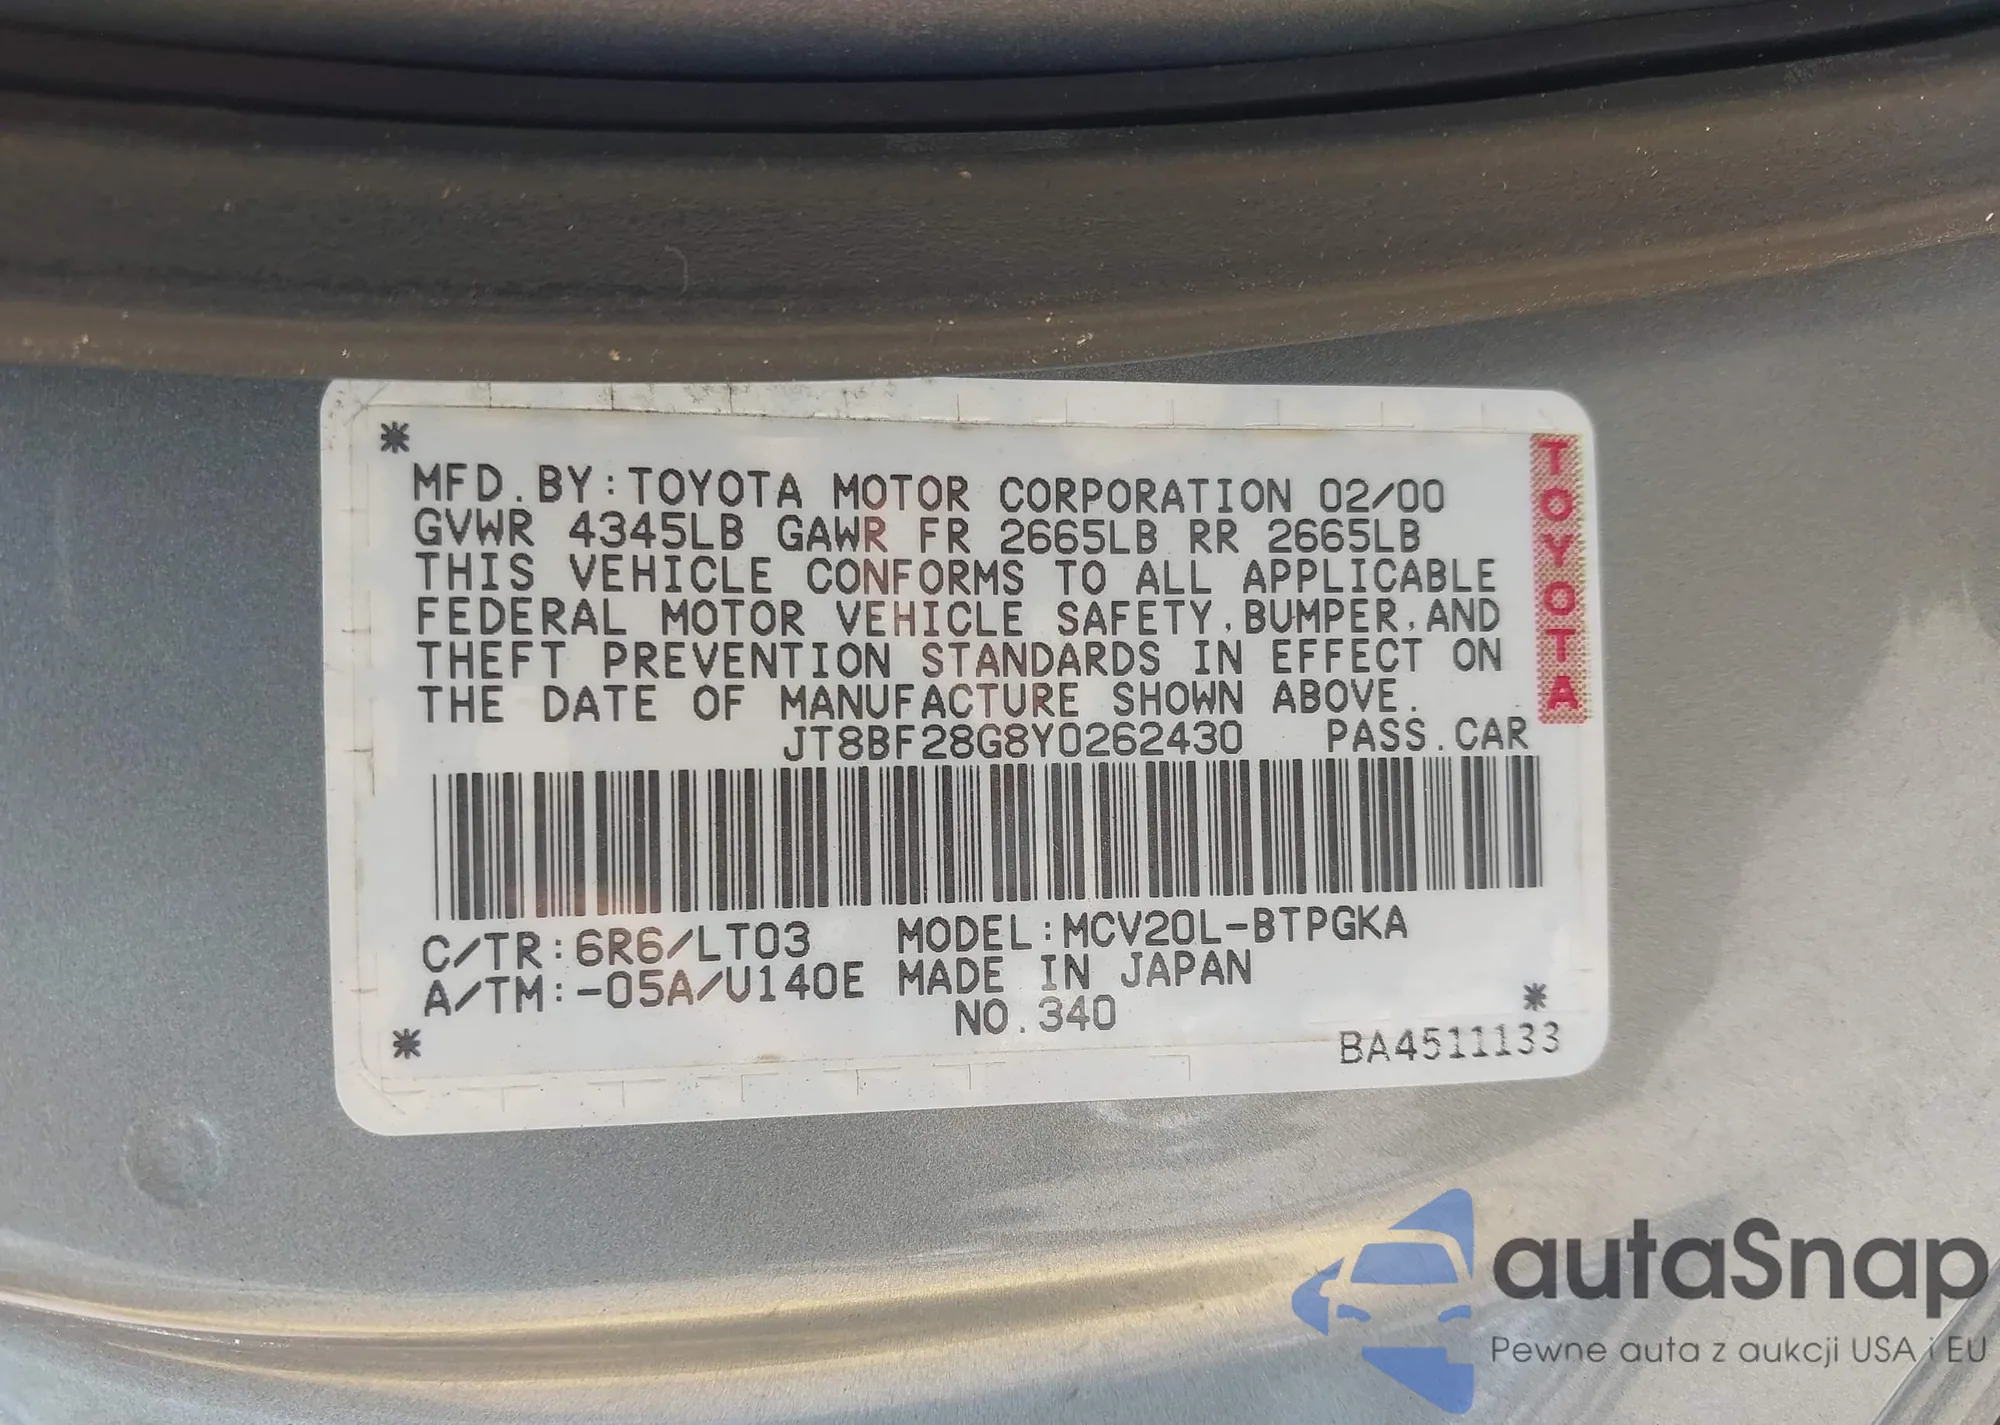 MFD.BY:TOYOTA MOTOR CORPORATION 02/00
GVWR 4345LB GAWR FR 2665LB RR 2665LB
THIS VEHICLE CONFORMS TO ALL APPLICABLE
FEDERAL MOTOR VEHICLE SAFETY,BUMPER,AND
THEFT PREVENTION STANDARDS IN EFFECT ON
THE DATE OF MANUFACTURE SHOWN ABOVE.
JT8BF28G8Y0262430 PASS.CAR
C/TR:6R6/LT03 MODEL:MCV20L-BTPGKA
A/TM:-05A/U140E MADE IN JAPAN
NO.340
BA4511133
TOYOTA
autaSnap
Pewne auta z aukcji USA i EU